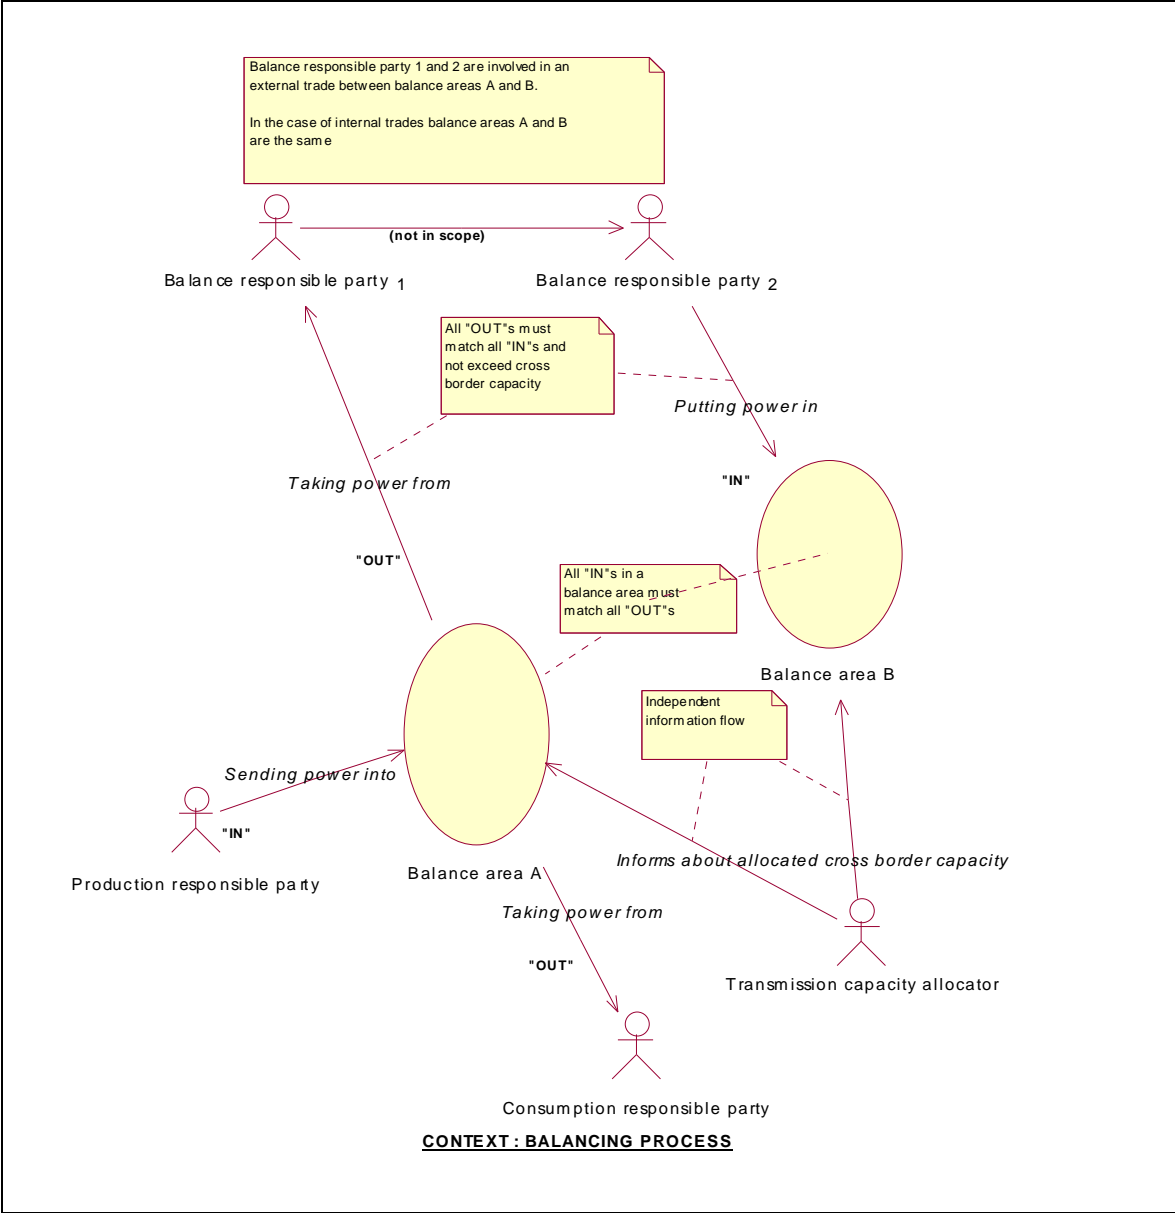 Balance responsible party 1 and 2 are involved in an
external trade between balance areas A and B.
In the case of internal trades balance areas A and B
are the same
(not in scope)
Balance responsible party 1
Balance responsible party 2
All "OUT"s must
match all "IN"s and
not exceed cross
border capacity
Putting power in
Taking power from
"IN"
"OUT"
All "IN"s in a
balance area must
match all "OUT"s
Balance area B
Independent
information flow
Sending power into
"IN"
Informs about allocated cross border capacity
Production responsible party
Balance area A
Taking power from
"OUT"
Transmission capacity allocator
Consumption responsible party
CONTEXT : BALANCING PROCESS